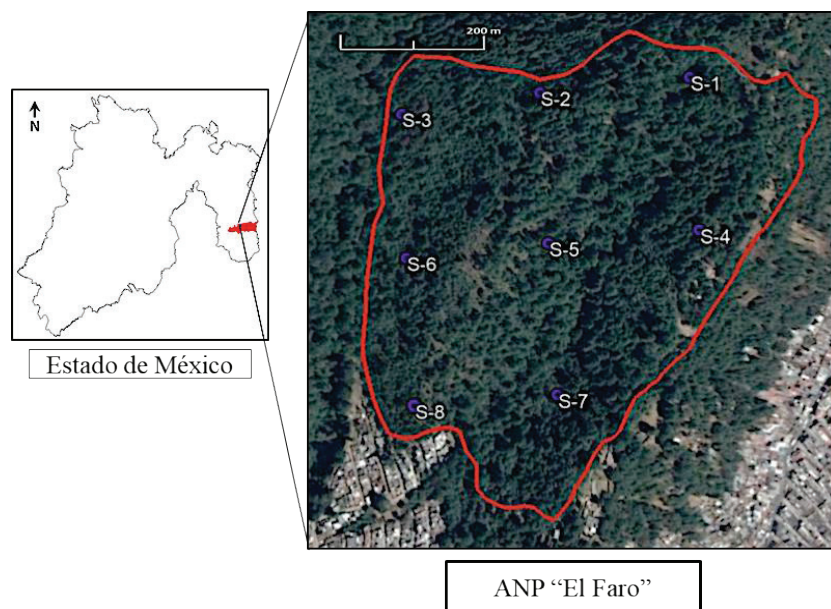 200 m
S-1
S-2
S-3
N
S-4
S-5
S-6
Estado de México
S-7
S-8
ANP “El Faro”